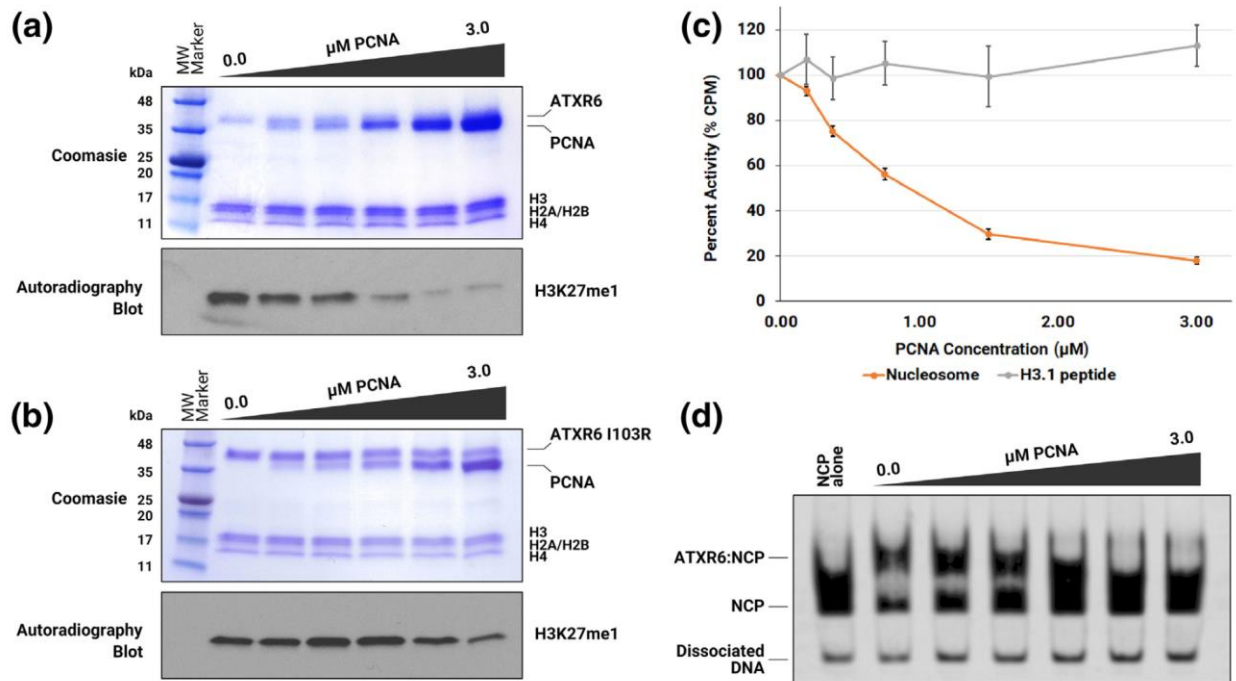 (a)
MW Marker
0.0
µM PCNA
3.0
kDa
48
35
25
20
17
11
Coomasie
ATXR6
PCNA
H3
H2A/H2B
H4
Autoradiography
Blot
H3K27me1
(b)
MW Marker
0.0
µM PCNA
3.0
kDa
48
35
25
20
17
11
Coomasie
ATXR6 I103R
PCNA
H3
H2A/H2B
H4
Autoradiography
Blot
H3K27me1
(c)
Percent Activity (% CPM)
120
100
80
60
40
20
0
0.00
1.00
2.00
3.00
PCNA Concentration (µM)
Nucleosome
H3.1 peptide
(d)
NCP
alone
0.0
µM PCNA
3.0
ATXR6:NCP
NCP
Dissociated
DNA